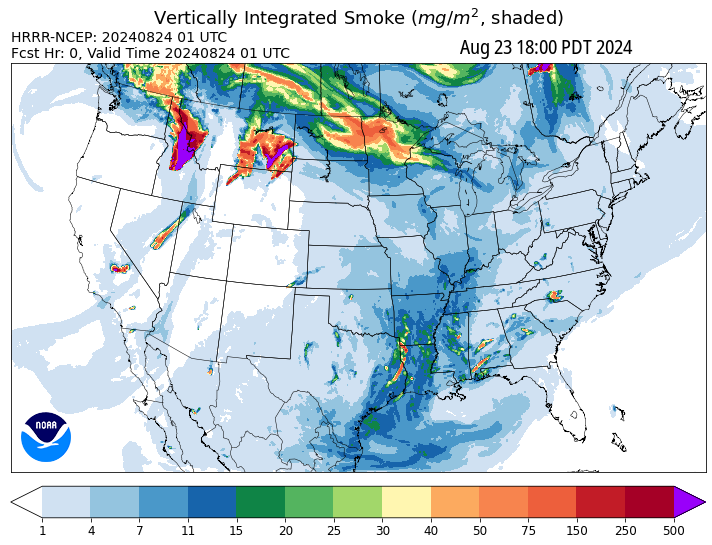 Vertically Integrated Smoke (mg/m², shaded)
HRRR-NCEP: 20240824 01 UTC
Fcst Hr: 0, Valid Time 20240824 01 UTC
Aug 23 18:00 PDT 2024
NOAA
1 4 7 11 15 20 25 30 40 50 75 150 250 500